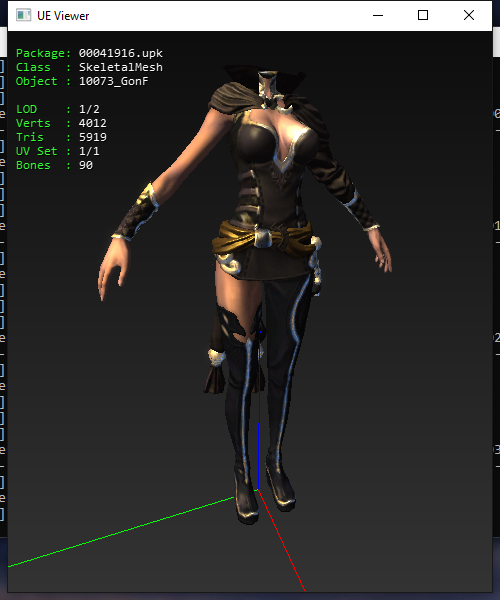 UE Viewer
Package: 00041916.upk
Class : SkeletalMesh
Object : 10073_GonF
LOD : 1/2
Verts : 4012
Tris : 5919
UV Set : 1/1
Bones : 90